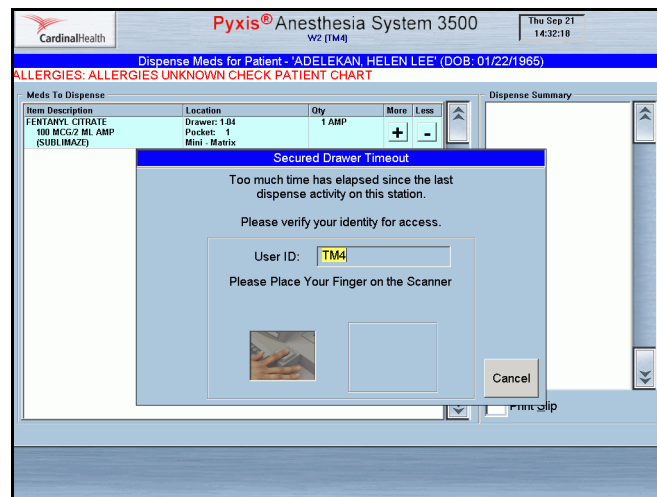 CardinalHealth
Pyxis® Anesthesia System 3500
W2 (TM4)
Thu Sep 21
14:32:18
Dispense Meds for Patient - 'ADELEKAN, HELEN LEE' (DOB: 01/22/1965)
ALLERGIES: ALLERGIES UNKNOWN CHECK PATIENT CHART
Meds To Dispense
Dispense Summary
Item Description Location Qty More Less
FENTANYL CITRATE Drawer: 1-04 1 AMP
100 MCG/2 ML AMP Pocket: 1 + -
(SUBLIMAZE) Mini - Matrix
Secured Drawer Timeout
Too much time has elapsed since the last
dispense activity on this station.
Please verify your identity for access.
User ID: TM4
Please Place Your Finger on the Scanner
Cancel
Print Slip